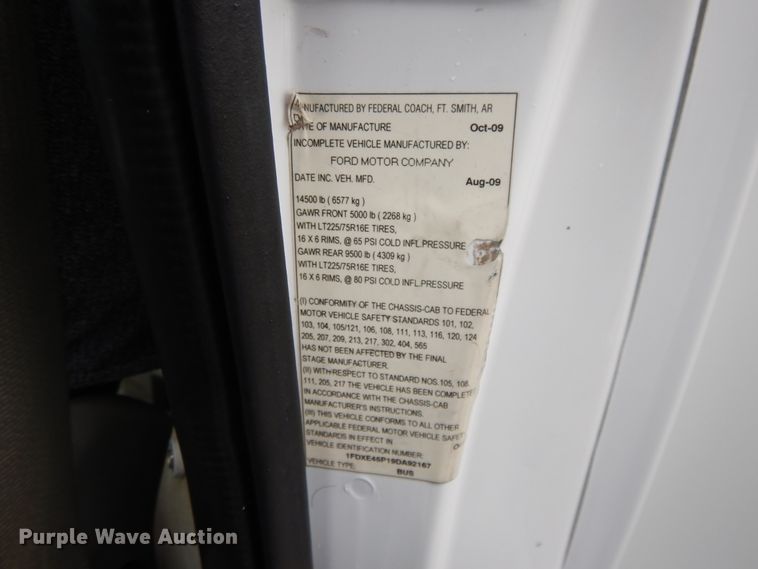 NUFACTURED BY FEDERAL COACH, FT. SMITH, AR
OF MANUFACTURE Oct-09
INCOMPLETE VEHICLE MANUFACTURED BY:
FORD MOTOR COMPANY
DATE INC. VEH. MFD. Aug-09
14500 lb ( 6577 kg )
GAWR FRONT 5000 lb ( 2268 kg )
WITH LT225/75R16E TIRES,
16 X 6 RIMS, @ 65 PSI COLD INFL.PRESSURE
GAWR REAR 9500 lb ( 4309 kg )
WITH LT225/75R16E TIRES,
16 X 6 RIMS, @ 80 PSI COLD INFL.PRESSURE
(I) CONFORMITY OF THE CHASSIS-CAB TO FEDERAL
MOTOR VEHICLE SAFETY STANDARDS 101, 102,
103, 104, 105/121, 106, 108, 111, 113, 116, 120, 124
205, 207, 209, 213, 217, 302, 404, 565
HAS NOT BEEN AFFECTED BY THE FINAL
STAGE MANUFACTURER.
(II) WITH RESPECT TO STANDARD NOS.105, 108,
111, 205, 217 THE VEHICLE HAS BEEN COMPLETE
IN ACCORDANCE WITH THE CHASSIS-CAB
MANUFACTURER'S INSTRUCTIONS.
(III) THIS VEHICLE CONFORMS TO ALL OTHER
APPLICABLE FEDERAL MOTOR VEHICLE SAFET
STANDARDS IN EFFECT IN O
VEHICLE IDENTIFICATION NUMBER:
1FDXE45P19DA92167
VEHICLE TYPE: BUS
Purple Wave Auction